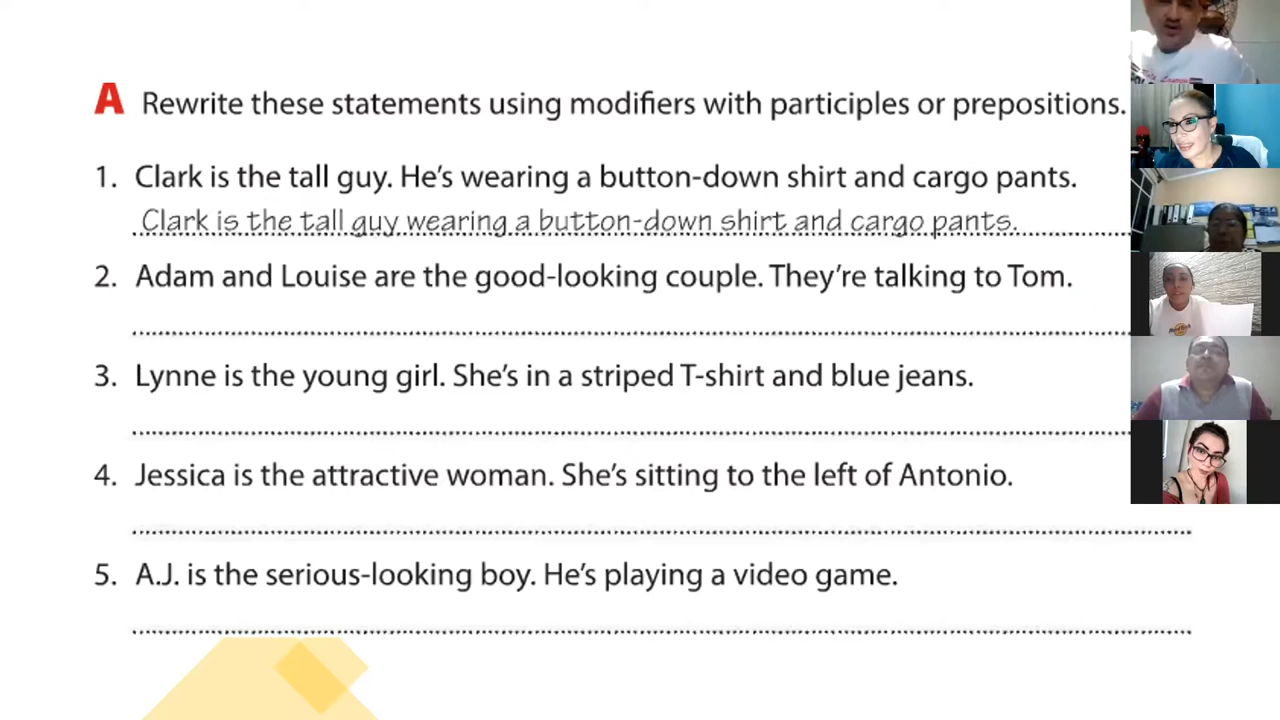 A Rewrite these statements using modifiers with participles or prepositions.
1. Clark is the tall guy. He's wearing a button-down shirt and cargo pants.
Clark is the tall guy wearing a button-down shirt and cargo pants.
2. Adam and Louise are the good-looking couple. They're talking to Tom.
3. Lynne is the young girl. She's in a striped T-shirt and blue jeans.
4. Jessica is the attractive woman. She's sitting to the left of Antonio.
5. A.J. is the serious-looking boy. He's playing a video game.